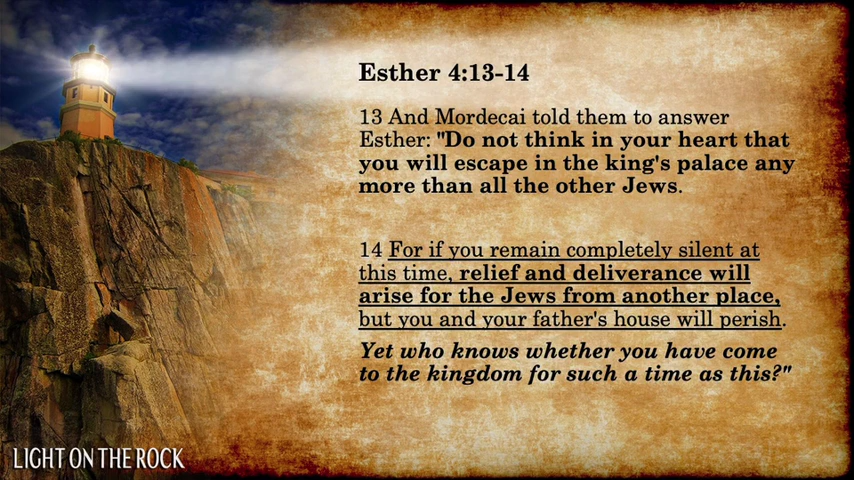 Esther 4:13-14
13 And Mordecai told them to answer
Esther: "Do not think in your heart that
you will escape in the king's palace any
more than all the other Jews.
14 For if you remain completely silent at
this time, relief and deliverance will
arise for the Jews from another place,
but you and your father's house will perish.
Yet who knows whether you have come
to the kingdom for such a time as this?"
LIGHT ON THE ROCK